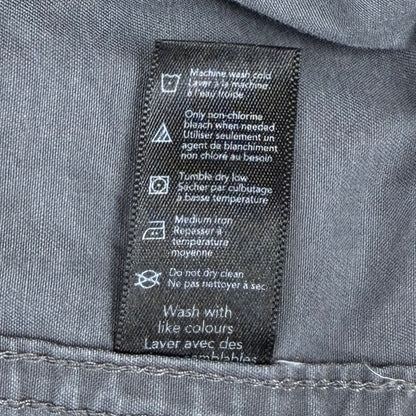 Machine wash cold
Laver à la machine
à l'eau froide
Only non-chlorine
bleach when needed
Utiliser seulement un
agent de blanchiment
non chloré au besoin
Tumble dry low
Sécher par culbutage
à basse température
Medium iron
Repasser à
température
moyenne
Do not dry clean
Ne pas nettoyer à sec
Wash with
like colours
Laver avec des